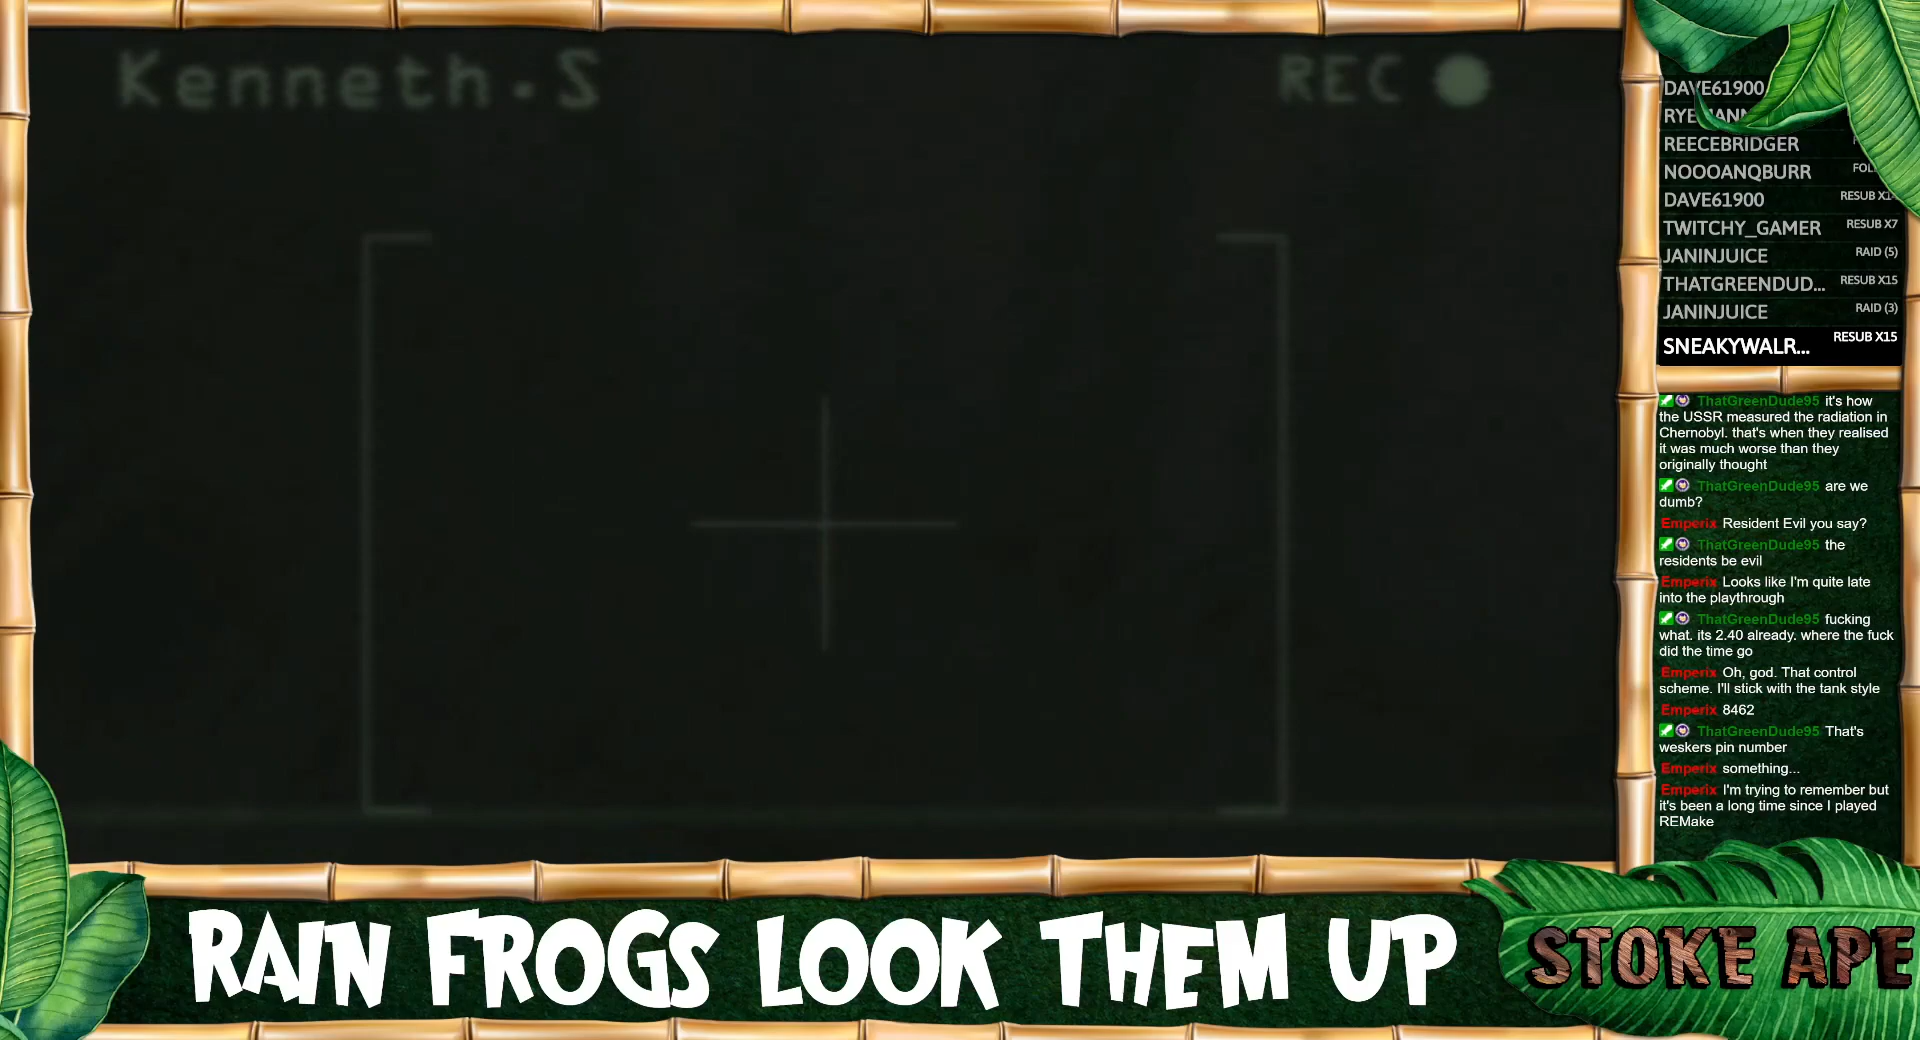 Kenneth.S
REC
DAVE61900
REECEBRIDGER
NOOOANQBURR
DAVE61900 RESUB X14
TWITCHY_GAMER RESUB X7
JANINJUICE RAID (5)
THATGREENDUD... RESUB X15
JANINJUICE RAID (3)
SNEAKYWALR... RESUB X15
ThatGreenDude95 it's how
the USSR measured the radiation in
Chernobyl. that's when they realised
it was much worse than they
originally thought
ThatGreenDude95 are we
dumb?
Emperix Resident Evil you say?
ThatGreenDude95 the
residents be evil
Emperix Looks like I'm quite late
into the playthrough
ThatGreenDude95 fucking
what. its 2.40 already. where the fuck
did the time go
Emperix Oh, god. That control
scheme. I'll stick with the tank style
Emperix 8462
ThatGreenDude95 That's
weskers pin number
Emperix something...
Emperix I'm trying to remember but
it's been a long time since I played
REMake
RAIN FROGS LOOK THEM UP
STOKE APE